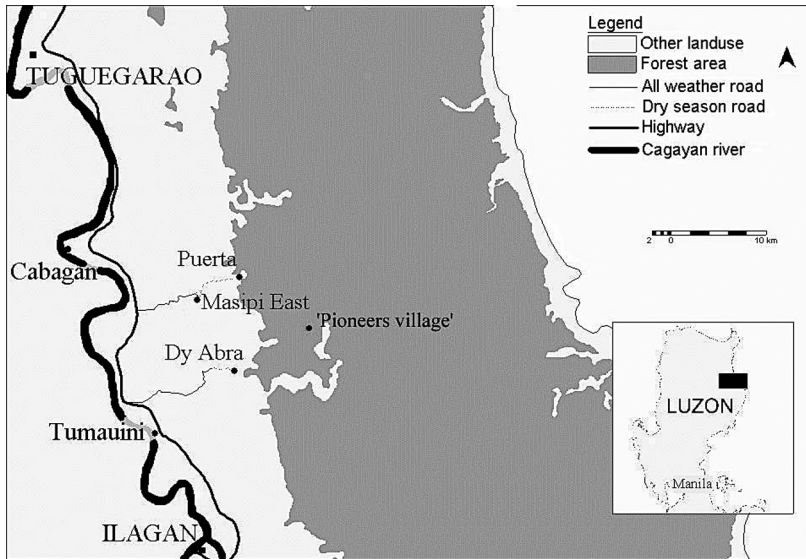 Legend
Other landuse
Forest area
All weather road
Dry season road
Highway
Cagayan river
2 0 10 km
TUGUEGARAO
Cabagan
Puerta
Masipi East
'Pioneers village'
Dy Abra
Tumauini
ILAGAN
LUZON
Manila